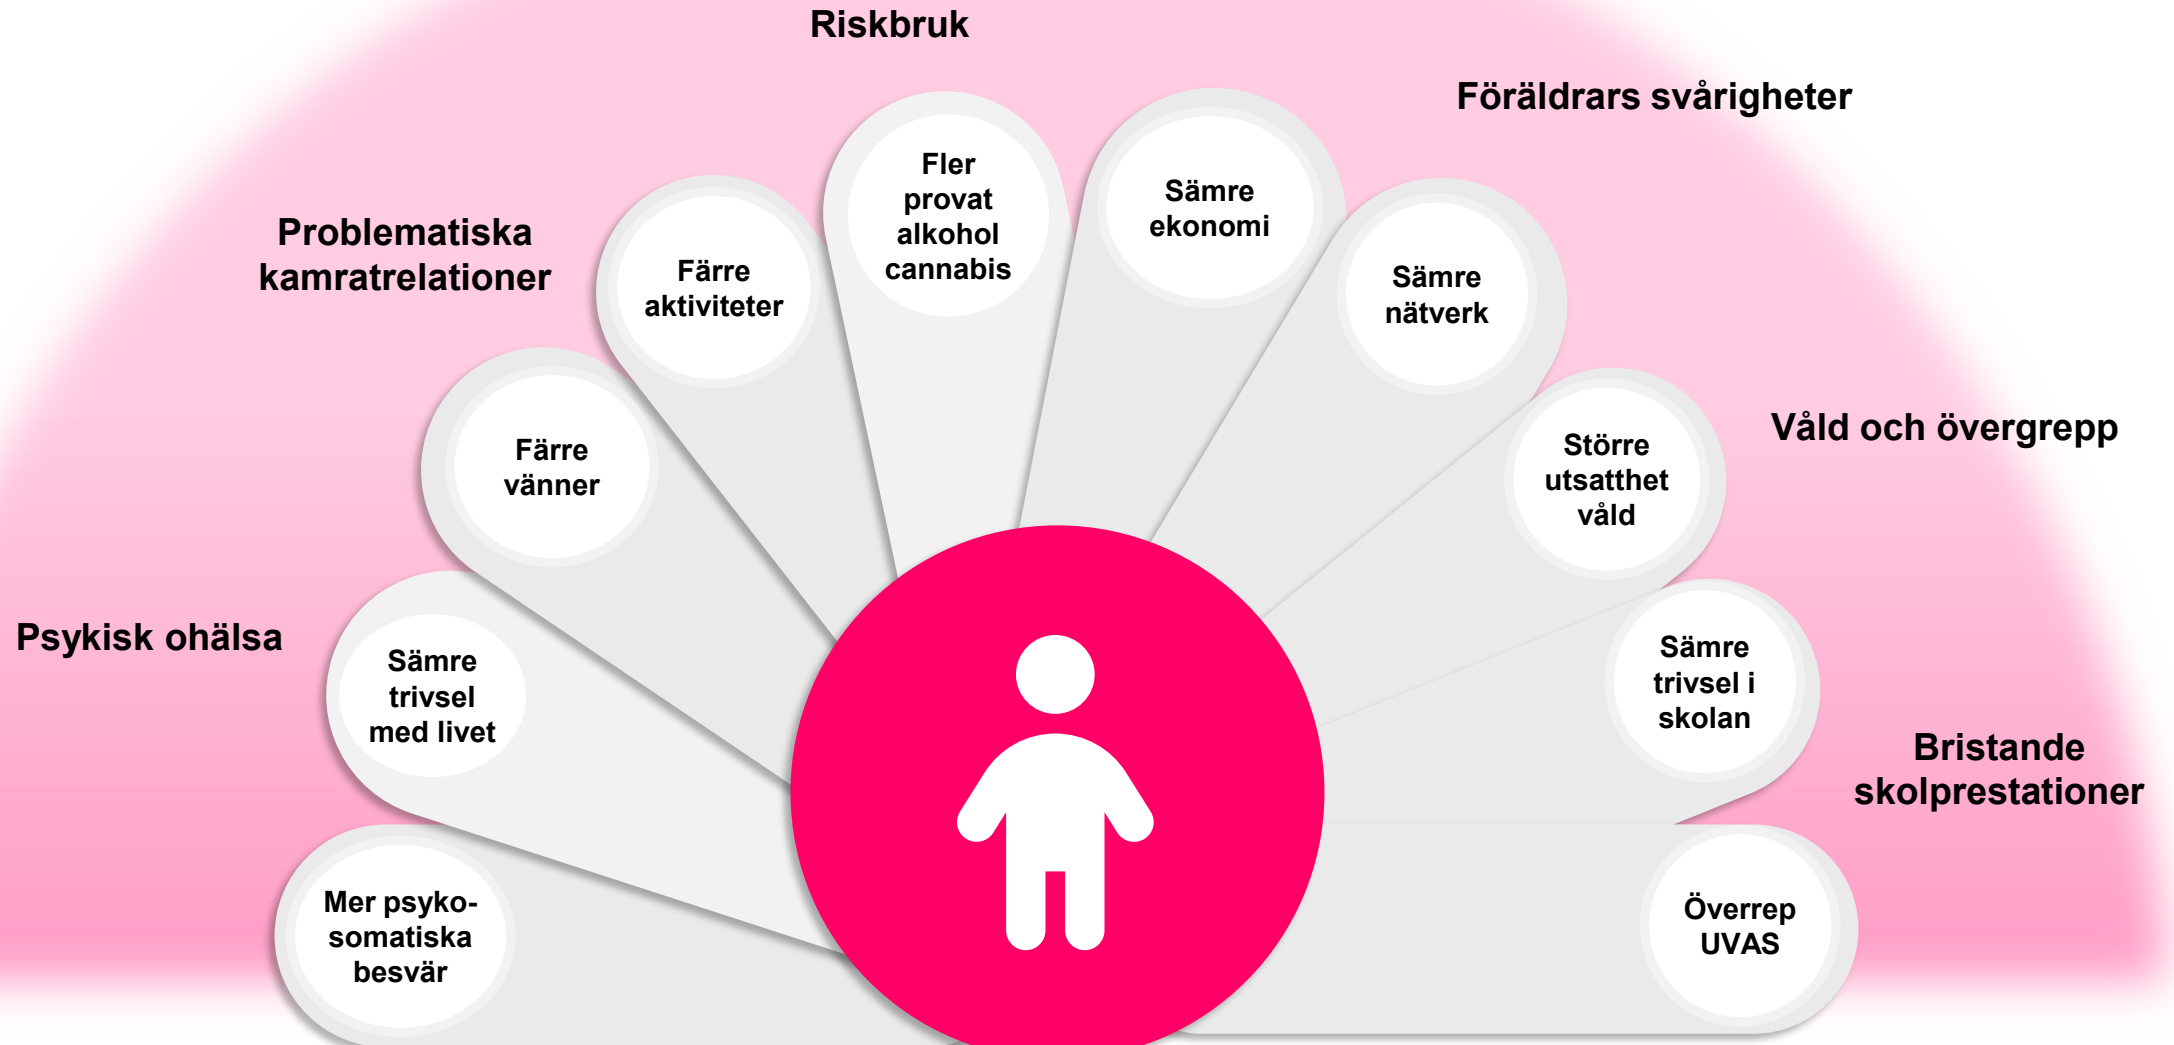 Riskbruk
Föräldrars svårigheter
Problematiska
kamratrelationer
Våld och övergrepp
Psykisk ohälsa
Bristande
skolprestationer
Mer psyko-
somatiska
besvär
Sämre
trivsel
med livet
Färre
vänner
Färre
aktiviteter
Fler
provat
alkohol
cannabis
Sämre
ekonomi
Sämre
nätverk
Större
utsatthet
våld
Sämre
trivsel i
skolan
Överrep
UVAS